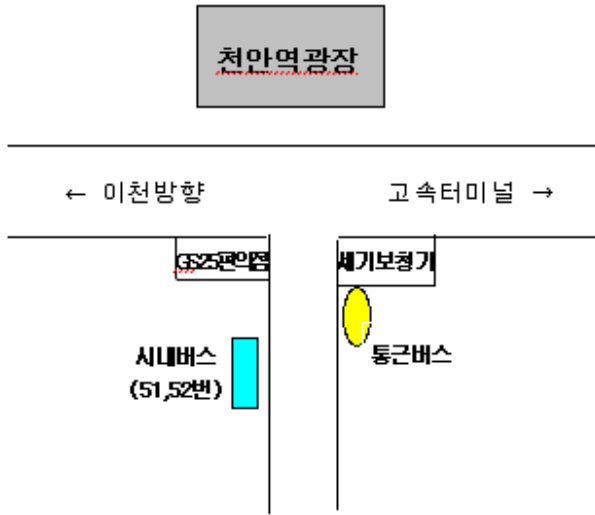 천안역광장
← 이천방향
고속터미널 →
GS25편의점
세기보청기
시내버스
(51,52번)
통근버스